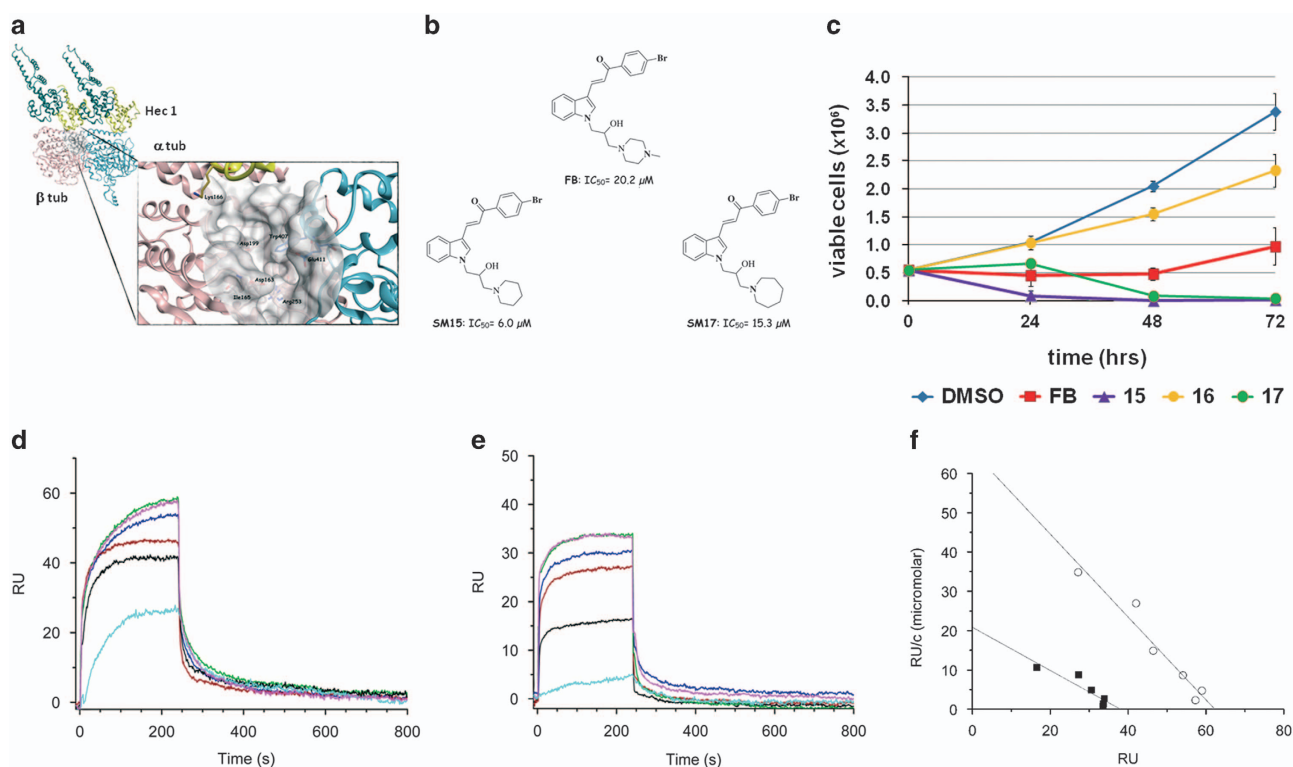 a
Hec 1
α tub
β tub
Lys166
Asp199
Trp407
Glu411
Asp163
Ile165
Arg253
b
O
Br
N
OH
N
N
FB: IC50= 20.2 µM
O
Br
N
OH
N
SM15: IC50= 6.0 µM
O
Br
N
OH
N
SM17: IC50= 15.3 µM
c
viable cells (x10⁶)
4.0
3.5
3.0
2.5
2.0
1.5
1.0
0.5
0.0
0 24 48 72
time (hrs)
DMSO FB 15 16 17
d
RU
60
40
20
0
0 200 400 600 800
Time (s)
e
RU
50
40
30
20
10
0
0 200 400 600 800
Time (s)
f
RU/c (micromolar)
60
50
40
30
20
10
0
0 20 40 60 80
RU